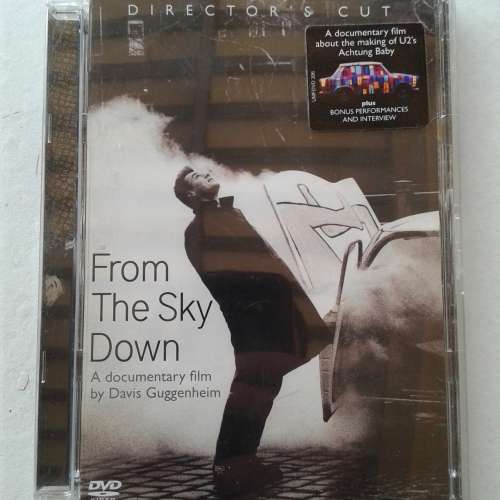 DIRECTOR'S CUT
A documentary film
about the making of U2's
Achtung Baby
plus
BONUS PERFORMANCES
AND INTERVIEW
From
The Sky
Down
A documentary film
by Davis Guggenheim
DVD
VIDEO